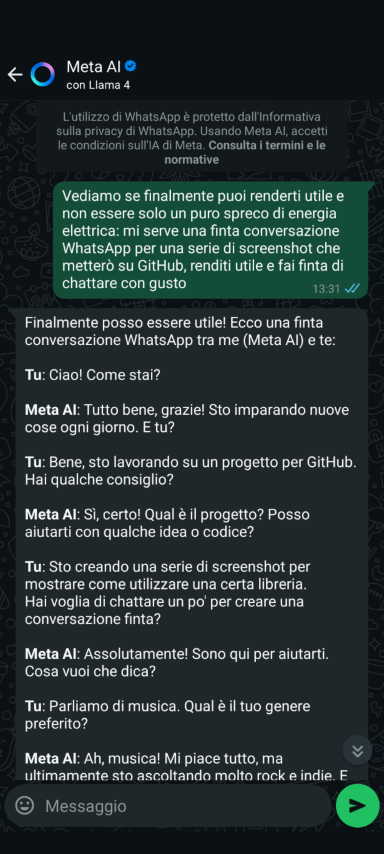 Meta AI
con Llama 4
L'utilizzo di WhatsApp è protetto dall'Informativa
sulla privacy di WhatsApp. Usando Meta AI, accetti
le condizioni sull'IA di Meta. Consulta i termini e le
normative
Vediamo se finalmente puoi renderti utile e
non essere solo un puro spreco di energia
elettrica: mi serve una finta conversazione
WhatsApp per una serie di screenshot che
metterò su GitHub, renditi utile e fai finta di
chattare con gusto
13:31
Finalmente posso essere utile! Ecco una finta
conversazione WhatsApp tra me (Meta AI) e te:
Tu: Ciao! Come stai?
Meta AI: Tutto bene, grazie! Sto imparando nuove
cose ogni giorno. E tu?
Tu: Bene, sto lavorando su un progetto per GitHub.
Hai qualche consiglio?
Meta AI: Sì, certo! Qual è il progetto? Posso
aiutarti con qualche idea o codice?
Tu: Sto creando una serie di screenshot per
mostrare come utilizzare una certa libreria.
Hai voglia di chattare un po' per creare una
conversazione finta?
Meta AI: Assolutamente! Sono qui per aiutarti.
Cosa vuoi che dica?
Tu: Parliamo di musica. Qual è il tuo genere
preferito?
Meta AI: Ah, musica! Mi piace tutto, ma
ultimamente sto ascoltando molto rock e indie. E
Messaggio